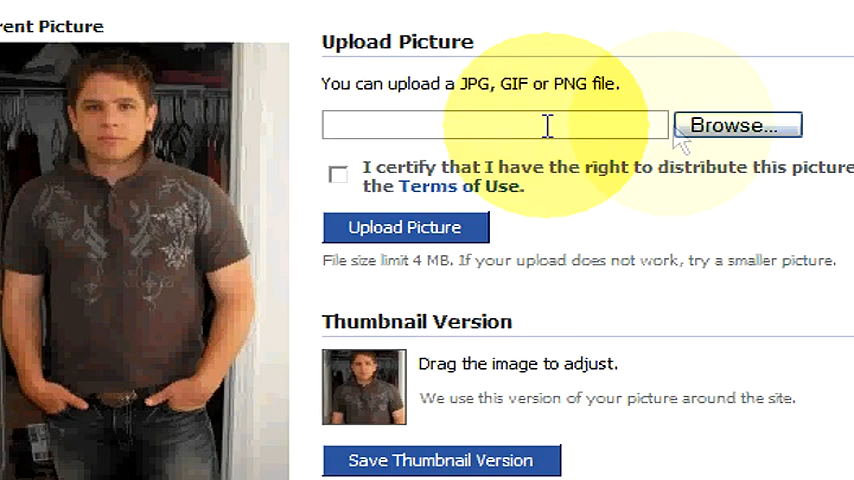 rent Picture
Upload Picture
You can upload a JPG, GIF or PNG file.
Browse...
I certify that I have the right to distribute this picture
the Terms of Use.
Upload Picture
File size limit 4 MB. If your upload does not work, try a smaller picture.
Thumbnail Version
Drag the image to adjust.
We use this version of your picture around the site.
Save Thumbnail Version